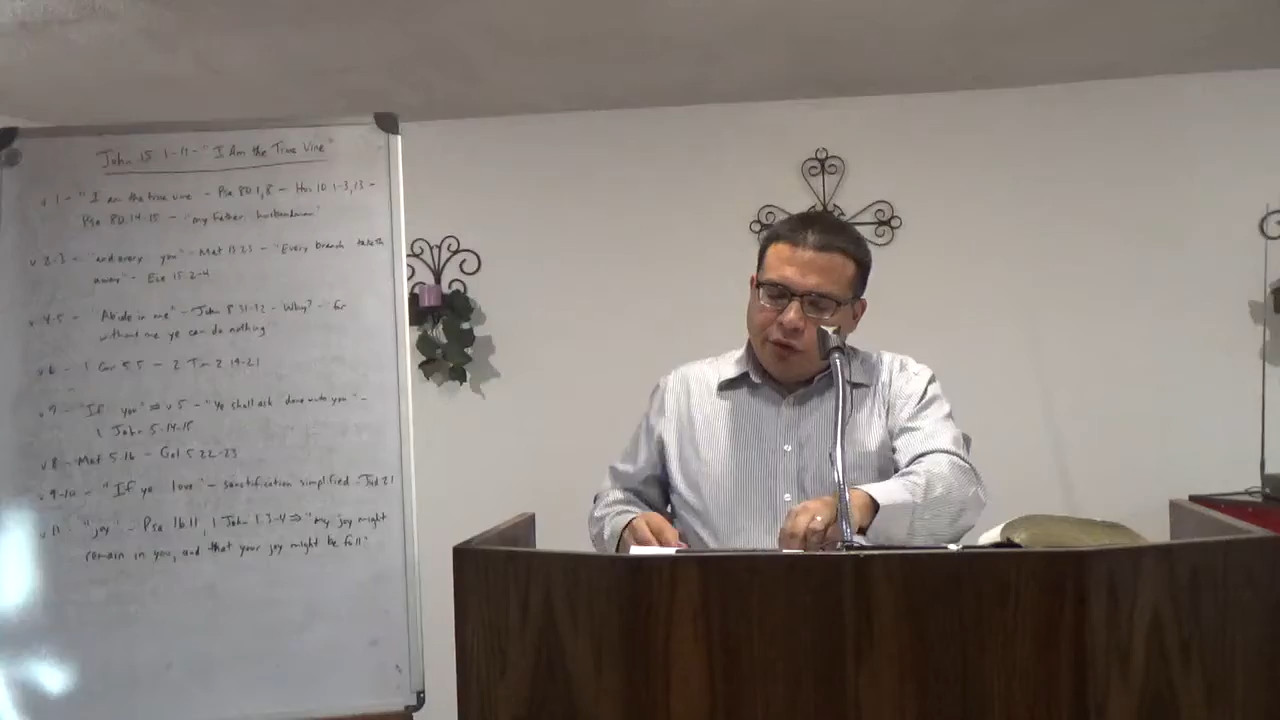 John 15 1-11 - "I Am the True Vine"
v 1 - "I am the true vine - Psa 80 1,8 - Hos 10 1-3, 13 -
Psa 80.14-15 - "my Father husbandman"
v 2-3 - "and every you" - Mat 13 23 - "Every branch taketh
away" - Eze 15 2-4
v 4-5 - "Abide in me" - John 8 31-32 - Why? - for
without me ye can do nothing
v 6 - 1 Cor 5 5 - 2 Tim 2 19-21
v 7 - "If you" v 5 - "Ye shall ask done unto you" -
1 John 5-14-15
v 8 - Mat 5-16 - Gal 5 22-23
v 9-10 - "If ye love" - sanctification simplified - Jud 21
v 11 - "joy" - Psa 16.11, 1 John 1.3-4 ⇒ "my joy might
remain in you, and that your joy might be full"